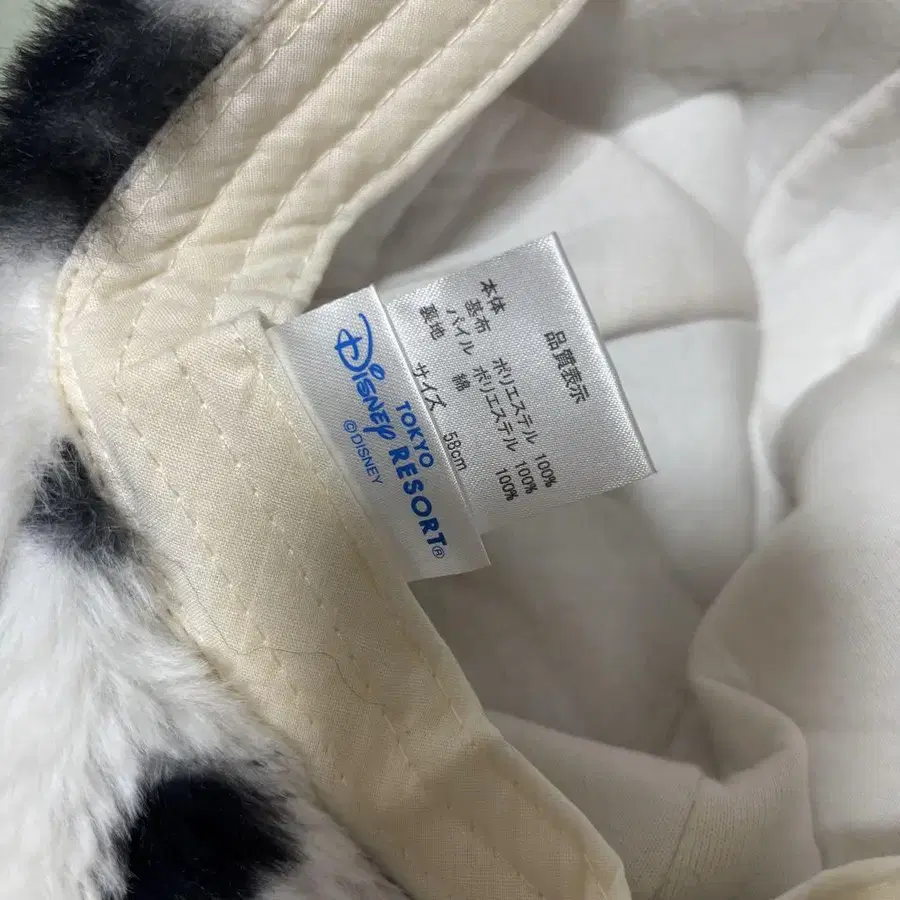 品質表示
本体
基布 ポリエステル 100%
パイル ポリエステル 100%
裏地 綿 100%
サイズ 58cm
TOKYO
DISNEY RESORT®
©DISNEY